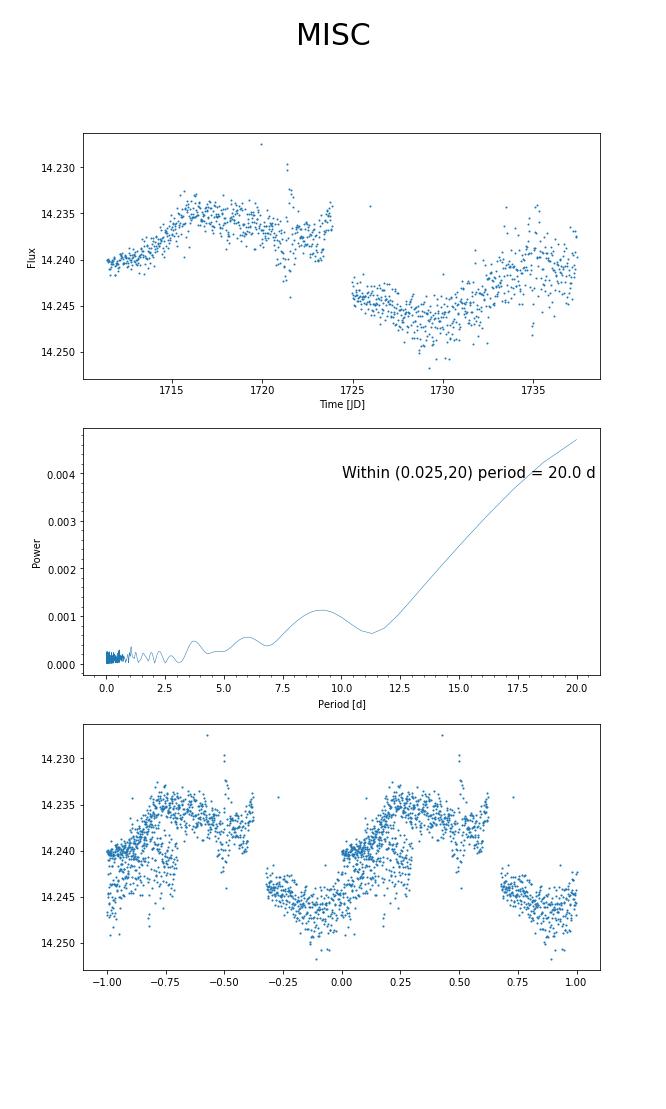 MISC
14.230
14.235
14.240
14.245
14.250
Flux
1715 1720 1725 1730 1735
Time [JD]
Within (0.025,20) period = 20.0 d
0.004
0.003
0.002
0.001
0.000
Power
0.0 2.5 5.0 7.5 10.0 12.5 15.0 17.5 20.0
Period [d]
14.230
14.235
14.240
14.245
14.250
−1.00 −0.75 −0.50 −0.25 0.00 0.25 0.50 0.75 1.00